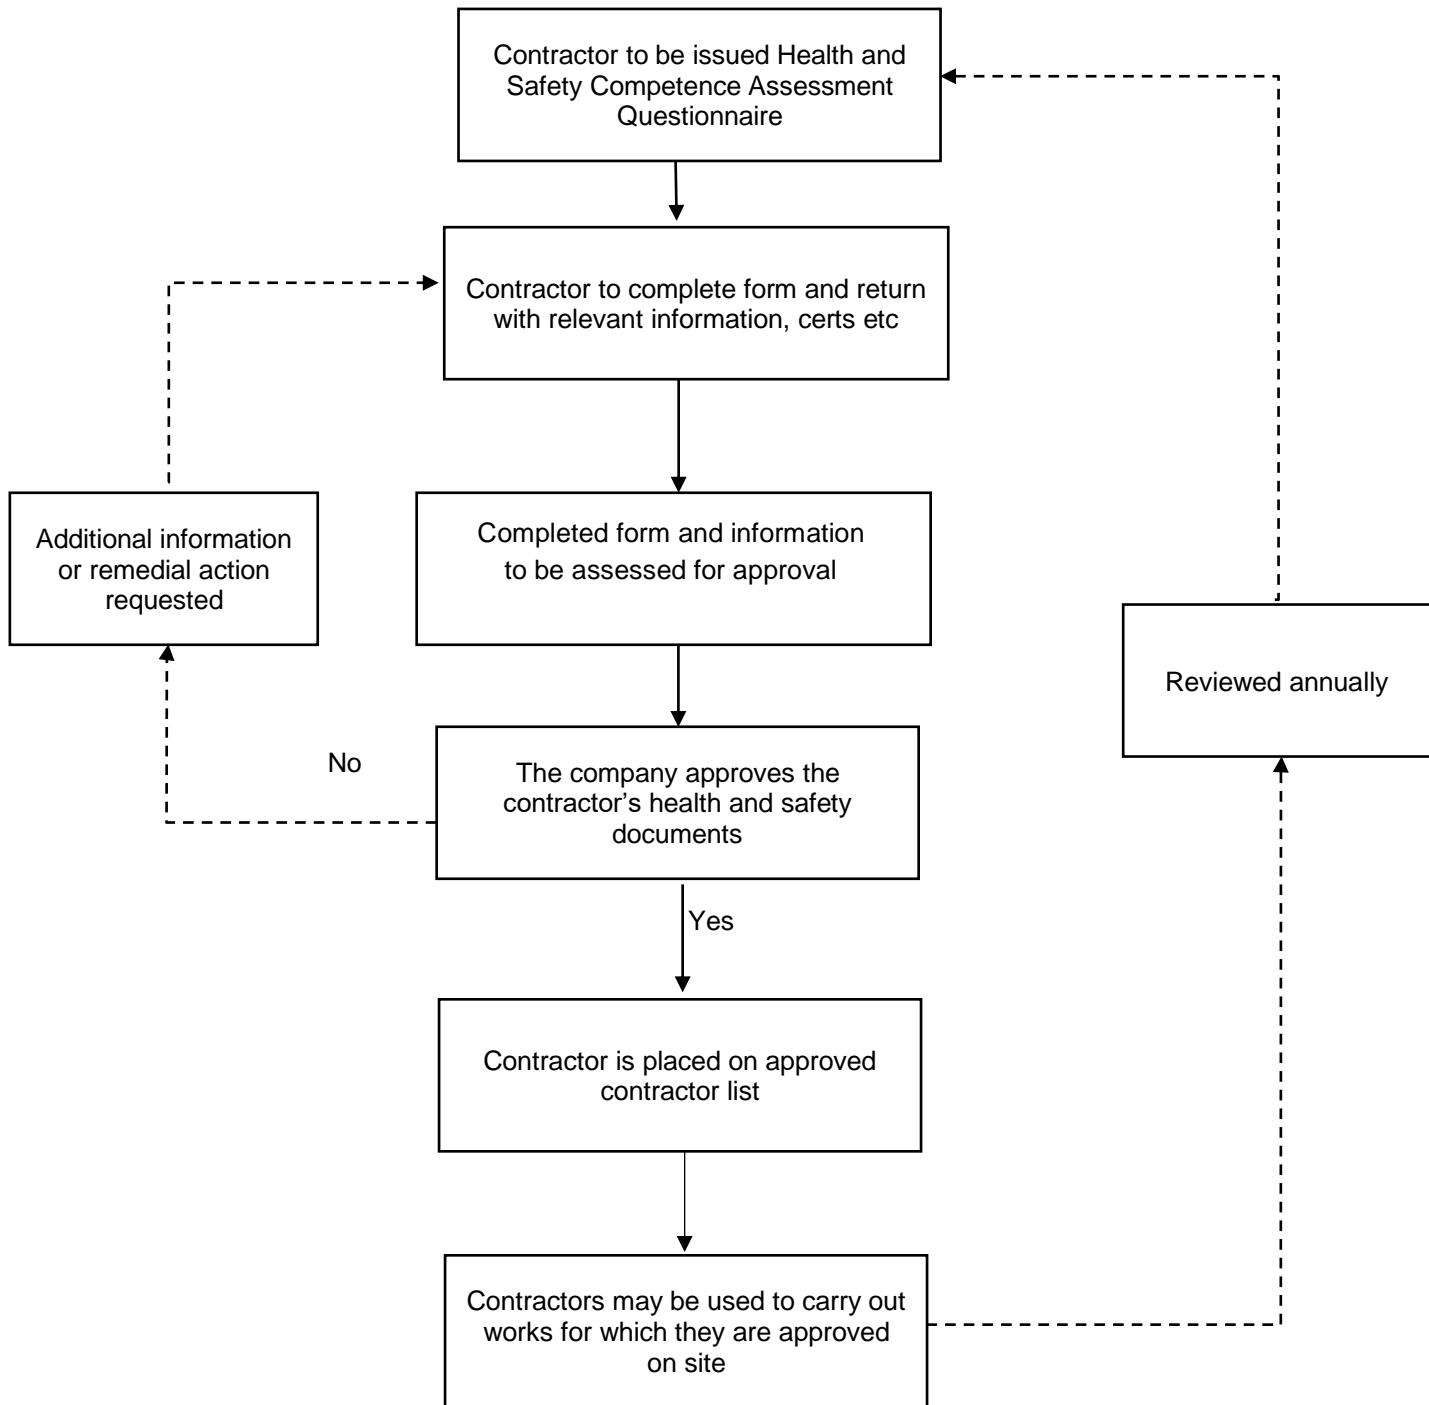 Contractor to be issued Health and
Safety Competence Assessment
Questionnaire
Contractor to complete form and return
with relevant information, certs etc
Additional information
or remedial action
requested
Completed form and information
to be assessed for approval
Reviewed annually
No
The company approves the
contractor’s health and safety
documents
Yes
Contractor is placed on approved
contractor list
Contractors may be used to carry out
works for which they are approved
on site